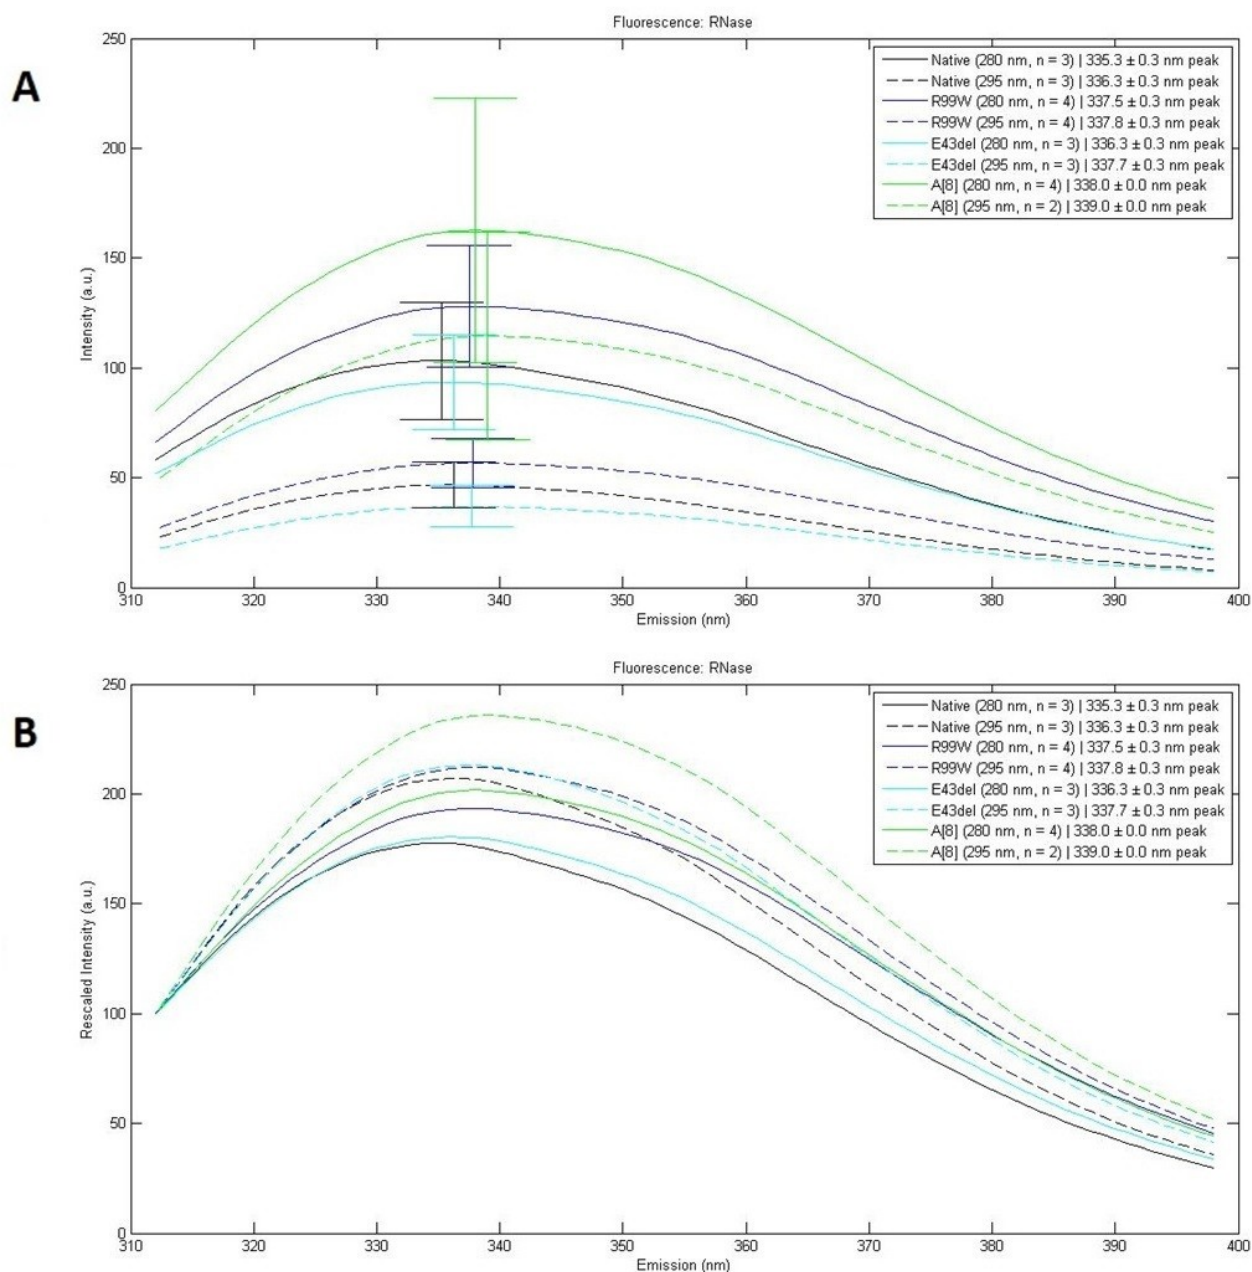 Fluorescence: RNase
A
250
200
150
100
50
0
Intensity (a.u.)
Native (280 nm, n = 3) | 335.3 ± 0.3 nm peak
Native (295 nm, n = 3) | 336.3 ± 0.3 nm peak
R99W (280 nm, n = 4) | 337.5 ± 0.3 nm peak
R99W (295 nm, n = 4) | 337.8 ± 0.3 nm peak
E43del (280 nm, n = 3) | 336.3 ± 0.3 nm peak
E43del (295 nm, n = 3) | 337.7 ± 0.3 nm peak
A[8] (280 nm, n = 4) | 338.0 ± 0.0 nm peak
A[8] (295 nm, n = 2) | 339.0 ± 0.0 nm peak
310 320 330 340 350 360 370 380 390 400
Emission (nm)
Fluorescence: RNase
B
250
200
150
100
50
0
Rescaled Intensity (a.u.)
Native (280 nm, n = 3) | 335.3 ± 0.3 nm peak
Native (295 nm, n = 3) | 336.3 ± 0.3 nm peak
R99W (280 nm, n = 4) | 337.5 ± 0.3 nm peak
R99W (295 nm, n = 4) | 337.8 ± 0.3 nm peak
E43del (280 nm, n = 3) | 336.3 ± 0.3 nm peak
E43del (295 nm, n = 3) | 337.7 ± 0.3 nm peak
A[8] (280 nm, n = 4) | 338.0 ± 0.0 nm peak
A[8] (295 nm, n = 2) | 339.0 ± 0.0 nm peak
310 320 330 340 350 360 370 380 390 400
Emission (nm)